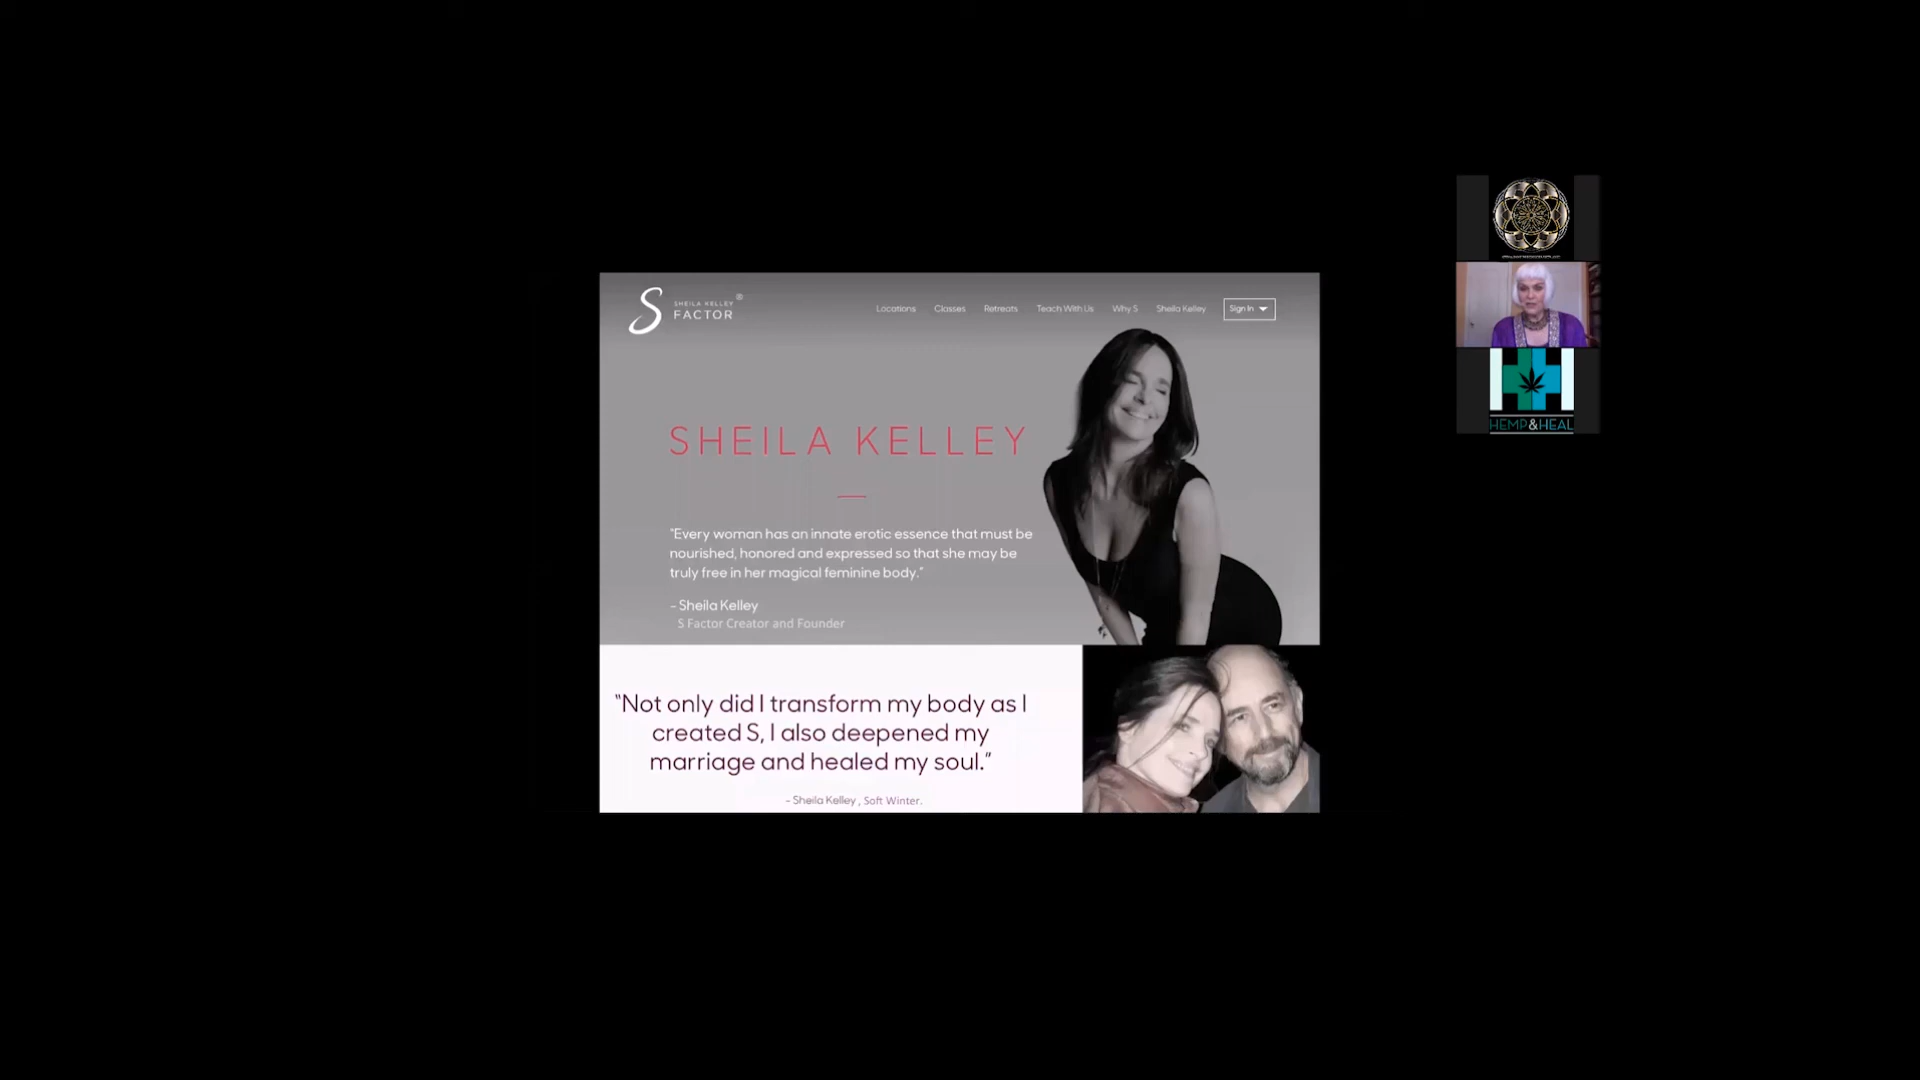 SHEILA KELLEY
FACTOR
®
Locations Classes Retreats Teach With Us Why S Sheila Kelley Sign In
SHEILA KELLEY
"Every woman has an innate erotic essence that must be
nourished, honored and expressed so that she may be
truly free in her magical feminine body."
- Sheila Kelley
S Factor Creator and Founder
"Not only did I transform my body as I
created S, I also deepened my
marriage and healed my soul."
- Sheila Kelley , Soft Winter.
HEMP&HEAL